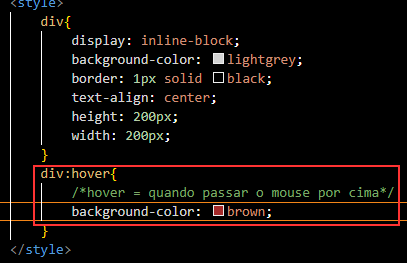 <style>
div{
display: inline-block;
background-color: lightgrey;
border: 1px solid black;
text-align: center;
height: 200px;
width: 200px;
}
div:hover{
/*hover = quando passar o mouse por cima*/
background-color: brown;
}
</style>